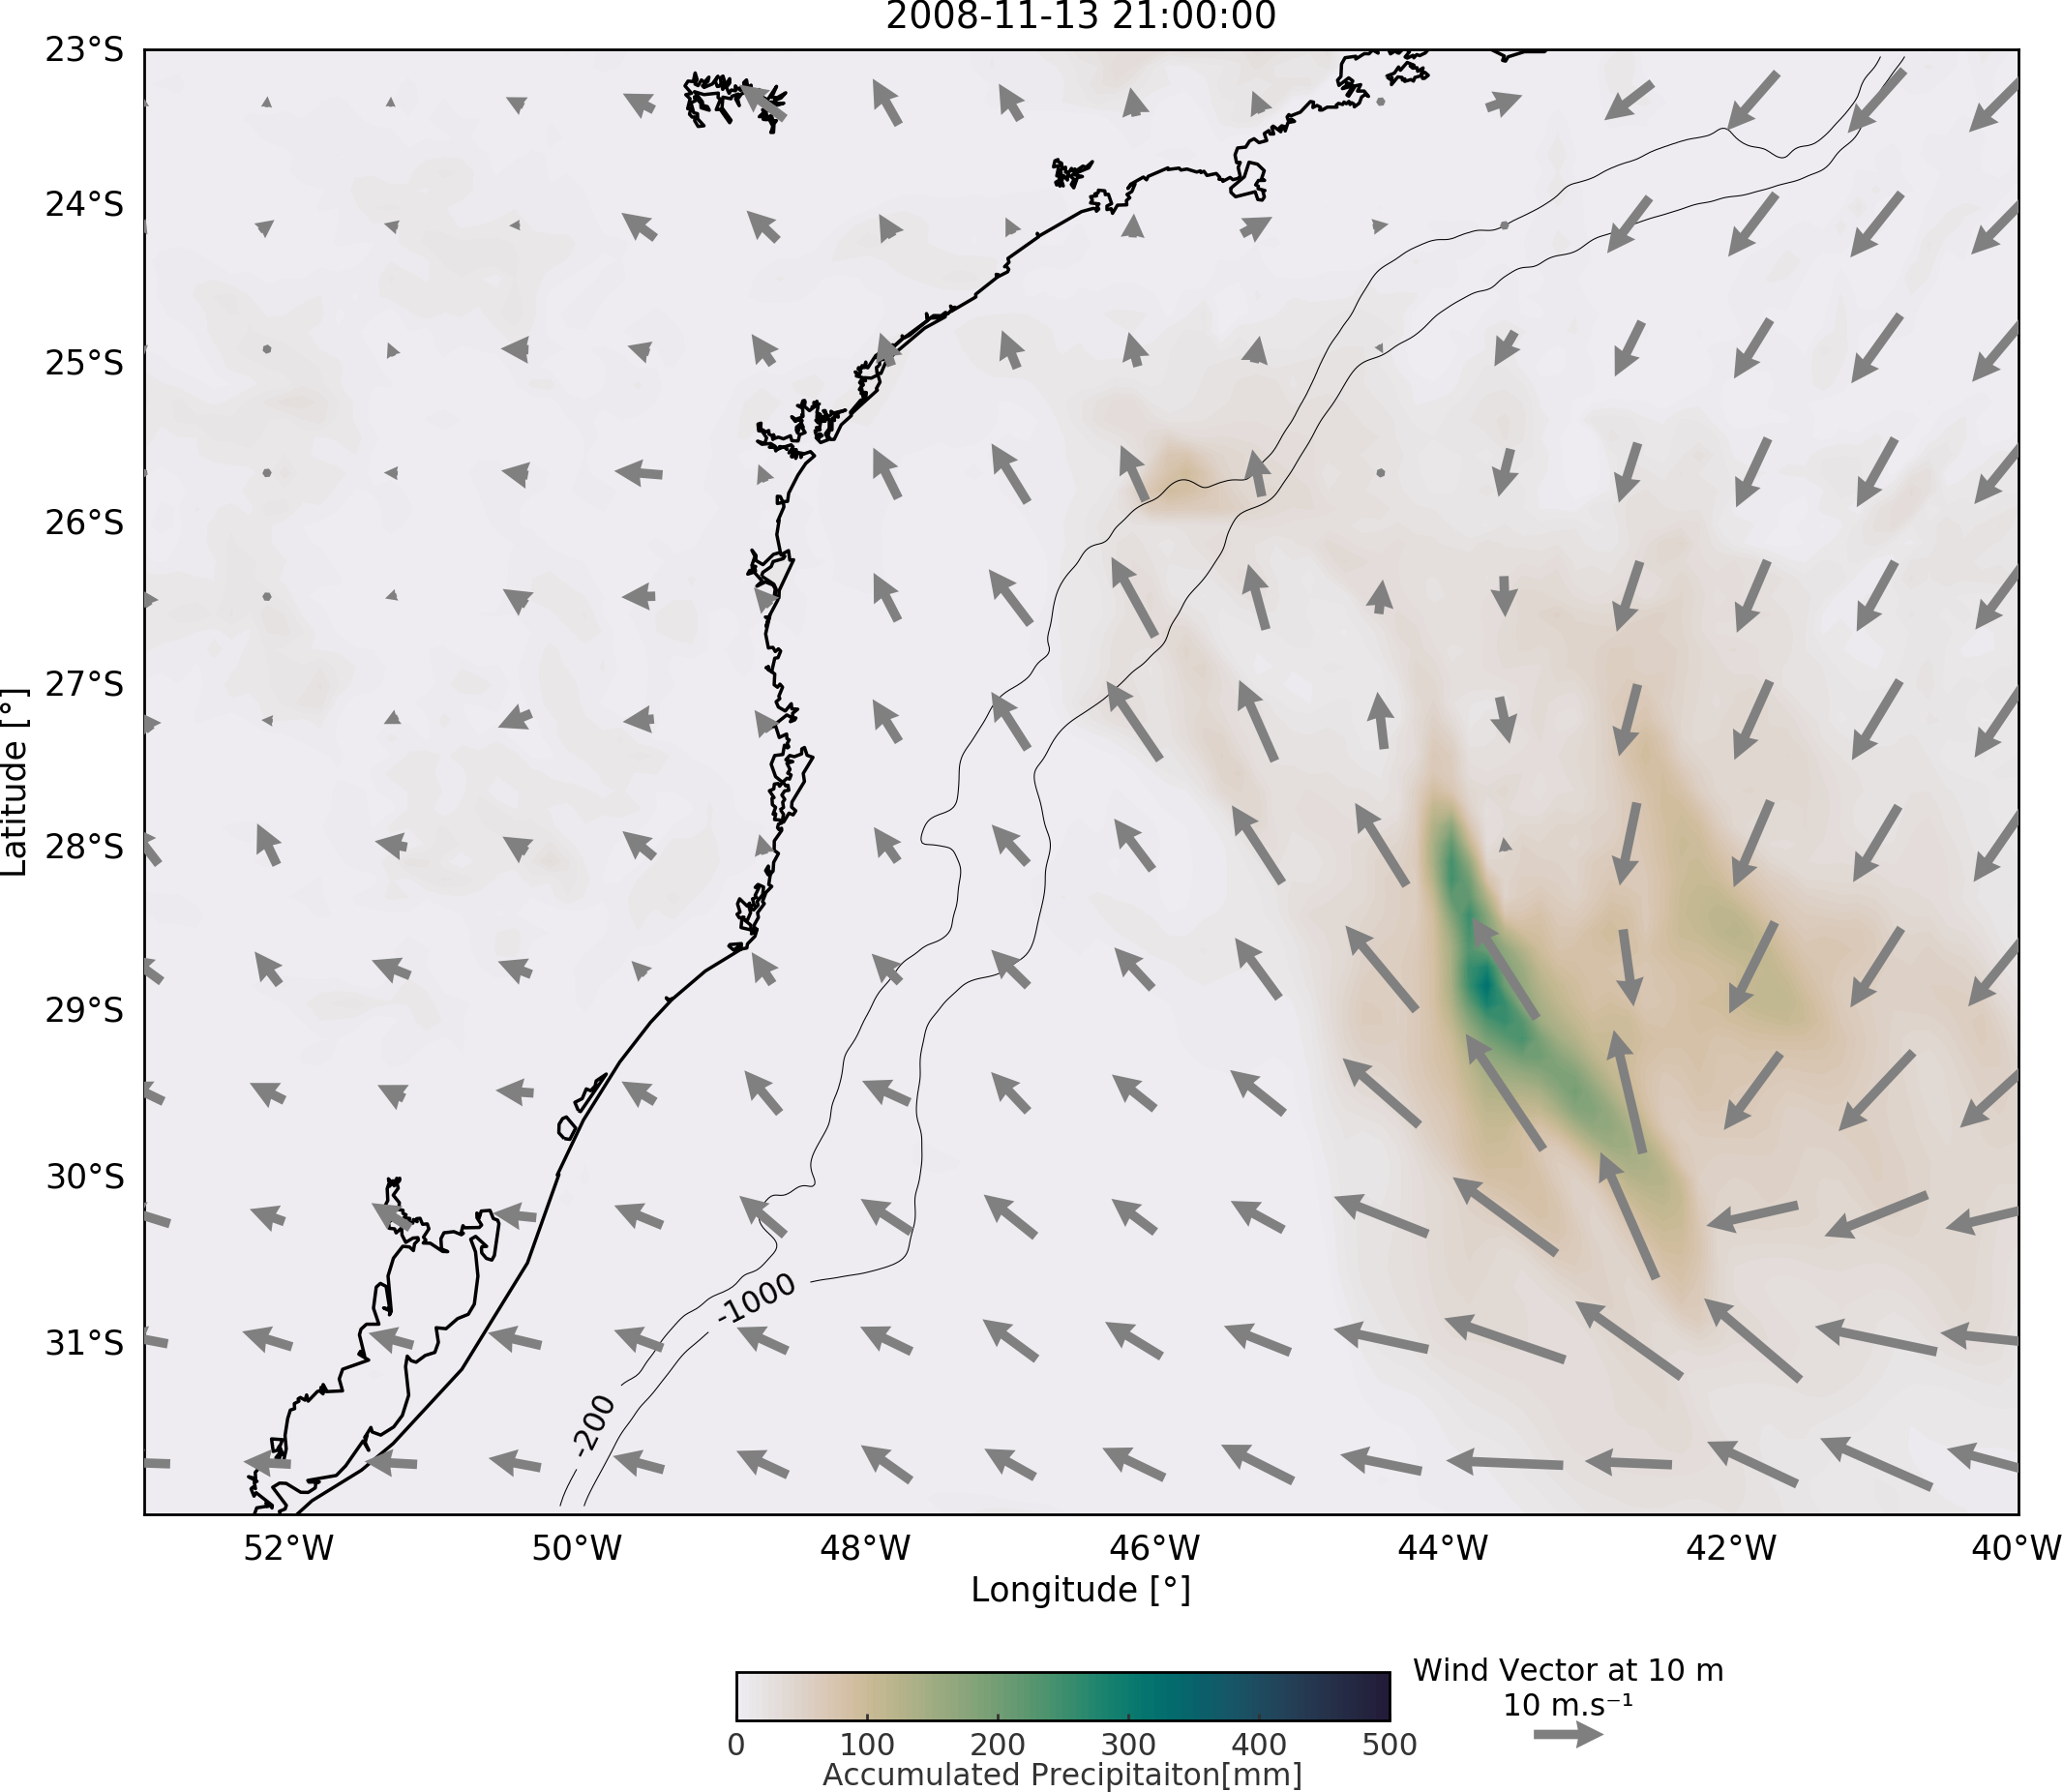 2008-11-13 21:00:00
23°S
24°S
25°S
26°S
27°S
28°S
29°S
30°S
31°S
Latitude [°]
-1000
-200
52°W 50°W 48°W 46°W 44°W 42°W 40°W
Longitude [°]
0 100 200 300 400 500
Accumulated Precipitaiton[mm]
Wind Vector at 10 m
10 m.s⁻¹